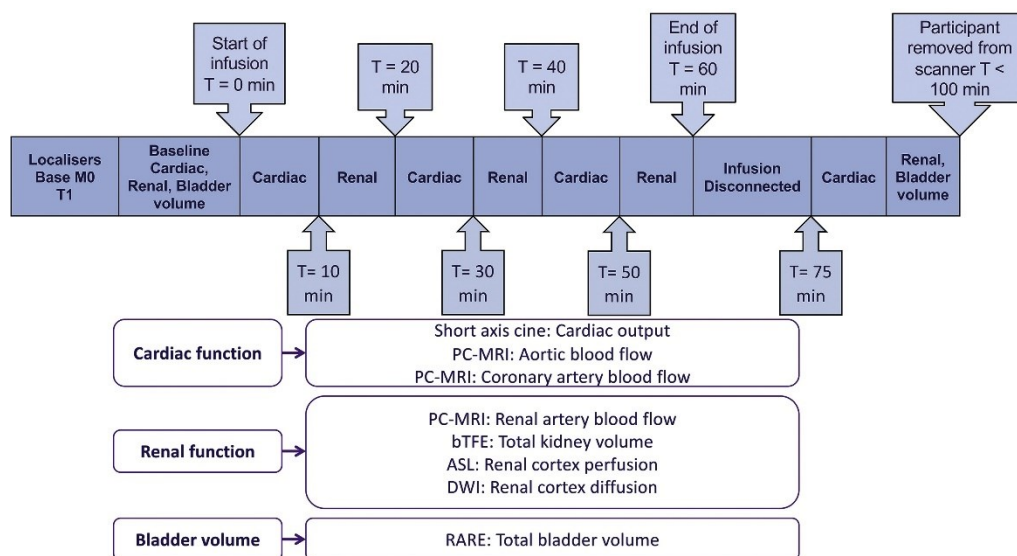 Start of
infusion
T = 0 min
T = 20
min
T = 40
min
End of
infusion
T = 60
min
Participant
removed from
scanner T <
100 min
Localisers
Base M0
T1
Baseline
Cardiac,
Renal, Bladder
volume
Cardiac
Renal
Cardiac
Renal
Cardiac
Renal
Infusion
Disconnected
Cardiac
Renal,
Bladder
volume
T= 10
min
T= 30
min
T= 50
min
T= 75
min
Cardiac function
Short axis cine: Cardiac output
PC-MRI: Aortic blood flow
PC-MRI: Coronary artery blood flow
Renal function
PC-MRI: Renal artery blood flow
bTFE: Total kidney volume
ASL: Renal cortex perfusion
DWI: Renal cortex diffusion
Bladder volume
RARE: Total bladder volume